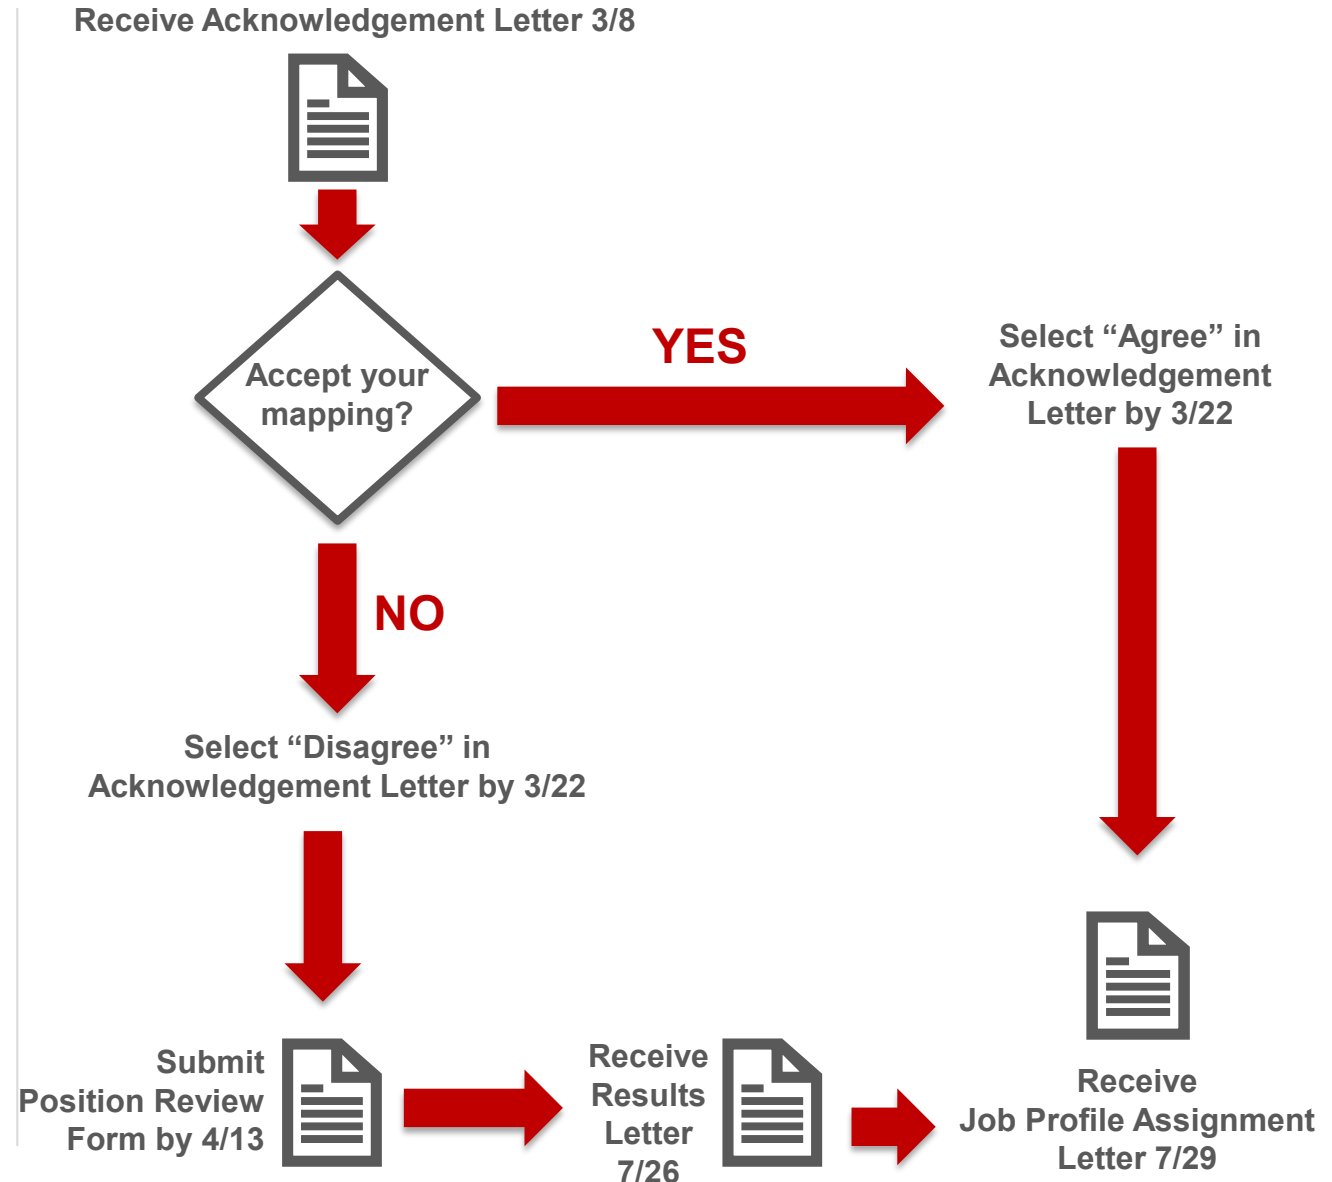 Receive Acknowledgement Letter 3/8
Accept your
mapping?
YES
Select “Agree” in
Acknowledgement
Letter by 3/22
NO
Select “Disagree” in
Acknowledgement Letter by 3/22
Submit
Position Review
Form by 4/13
Receive
Results
Letter
7/26
Receive
Job Profile Assignment
Letter 7/29